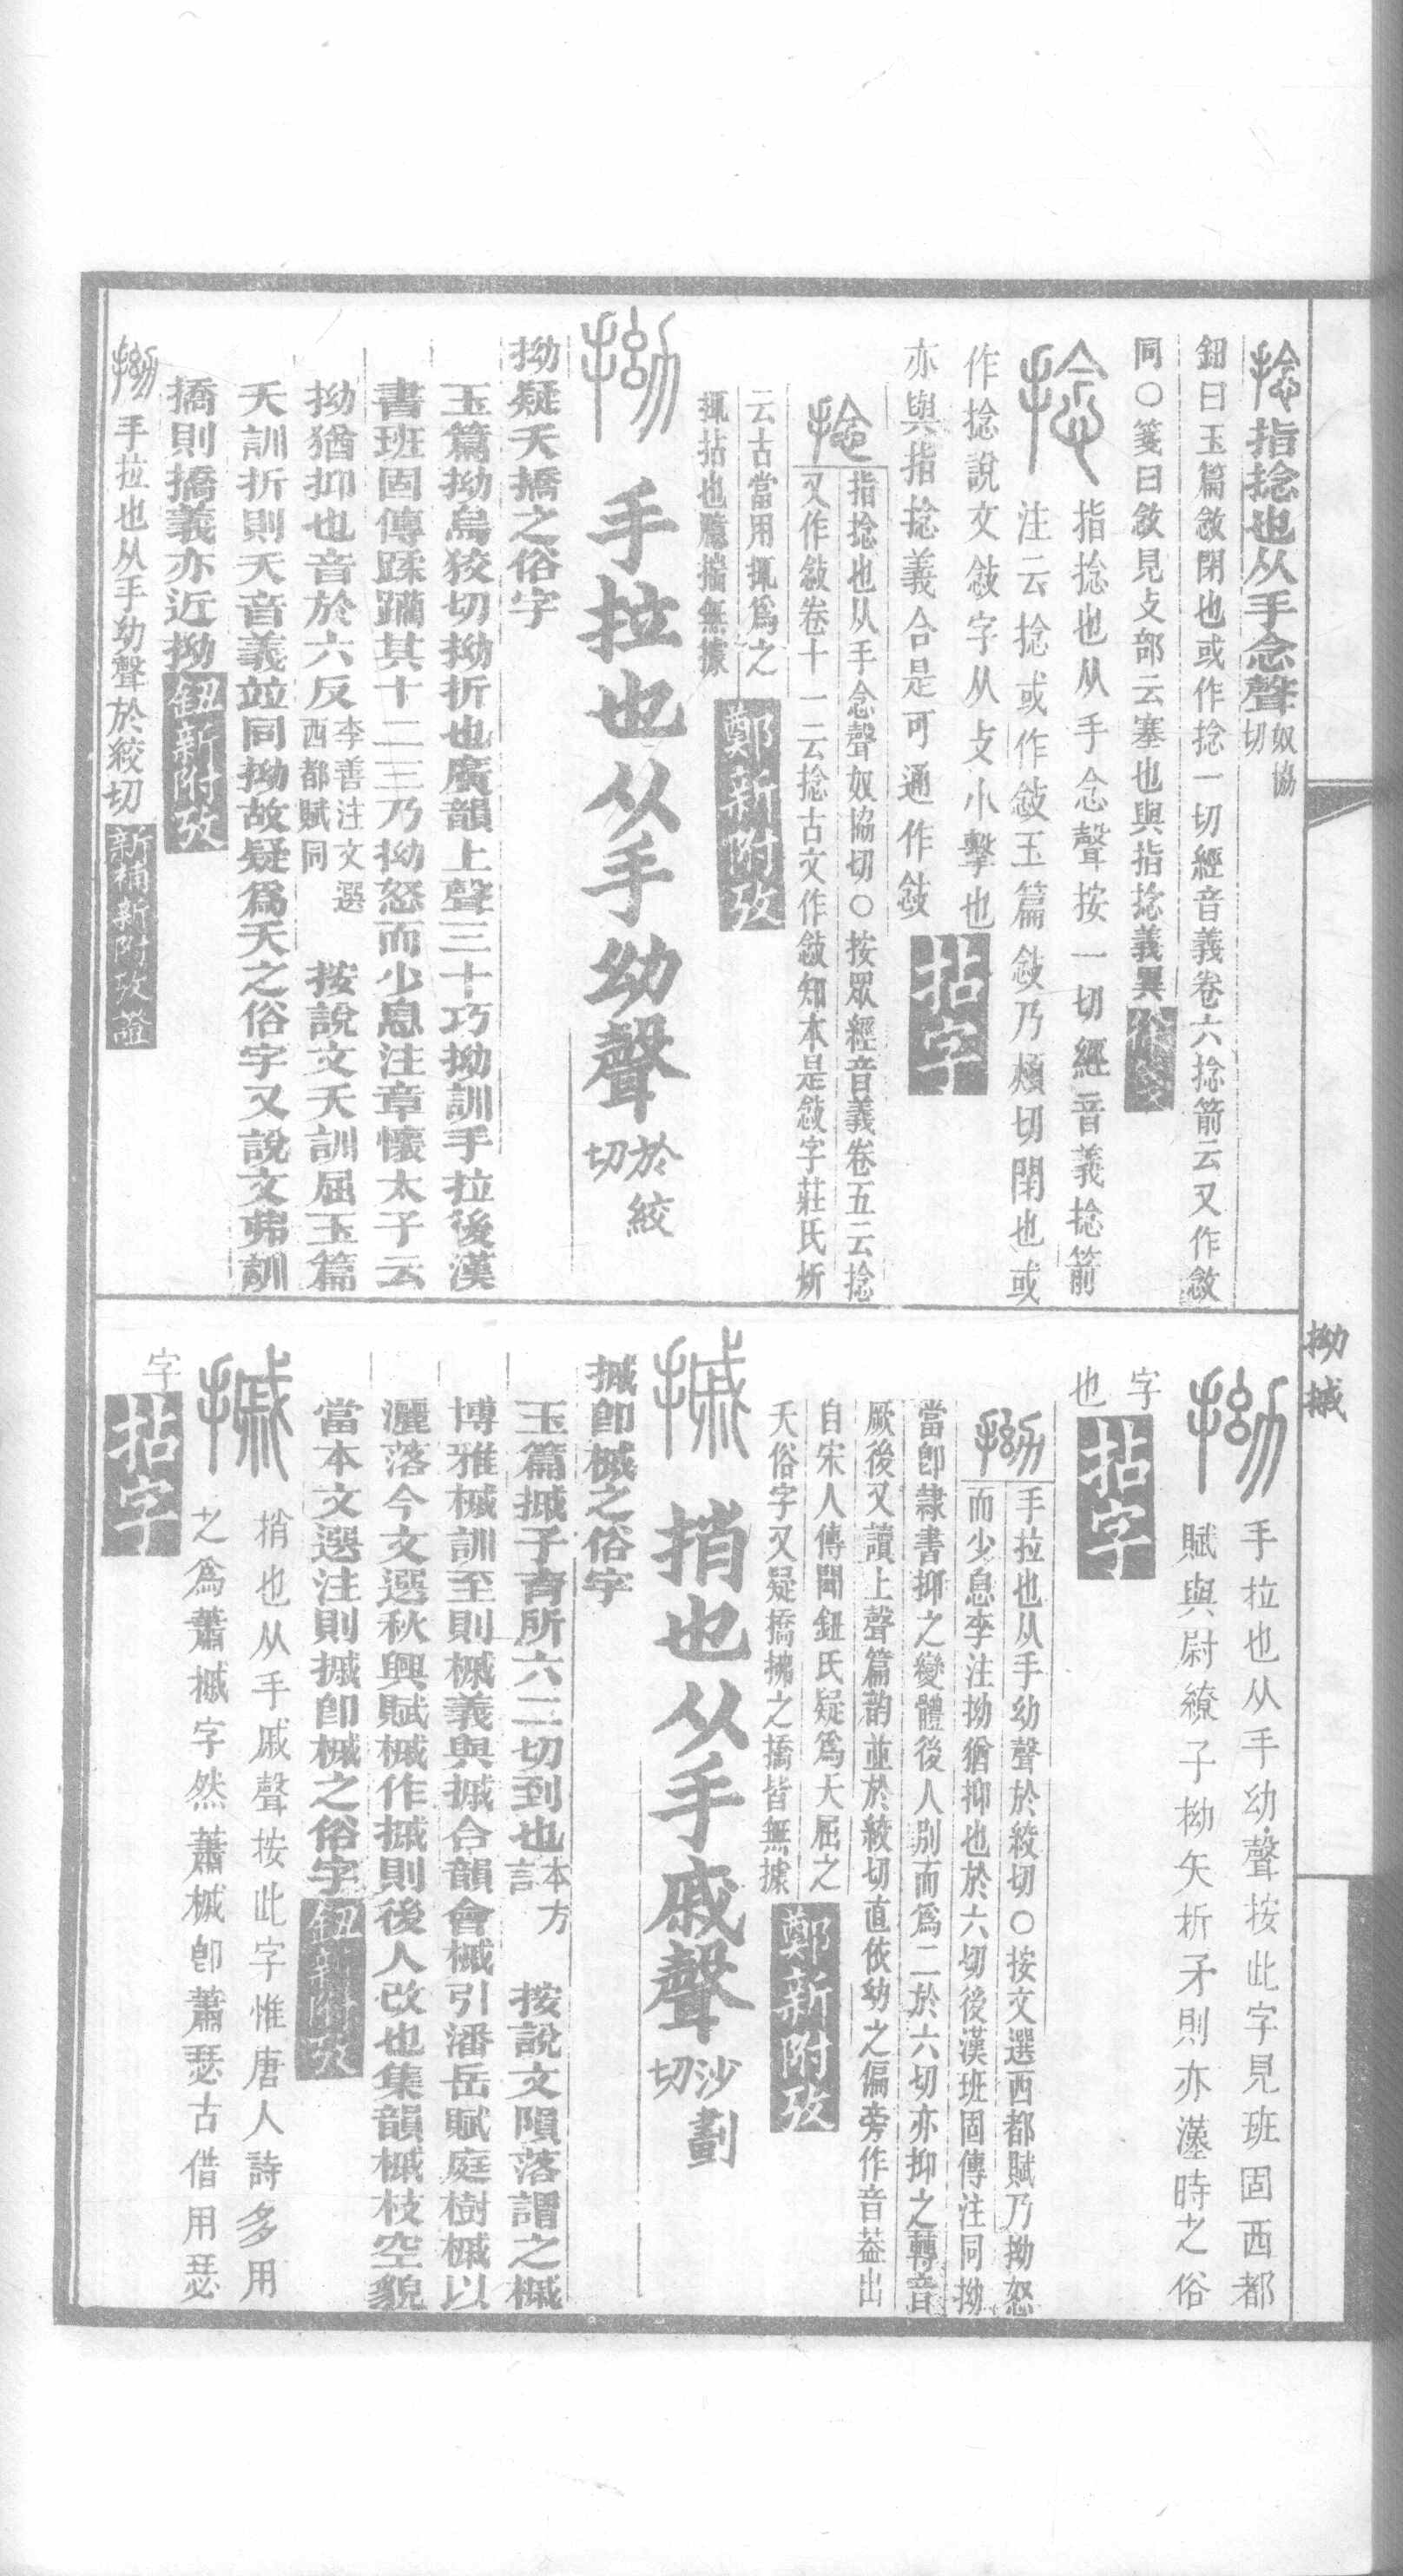 捻指捻也从手念聲奴協切
鈕曰玉篇敜閉也或作捻一切經音義卷六捻箭云又作敜
同〇箋曰敜見攴部云塞也與指捻義異
捻 指捻也从手念聲按一切經音義捻箭
注云捻或作敜玉篇敜乃頰切閉也或
作捻說文敜字从攴小擊也
亦與指捻義合是可通作敜 拈字
捻 指捻也从手念聲奴協切〇按眾經音義卷五云捻
又作敜卷十一云捻古文作敜知本是敜字莊氏炘
云古當用㧗爲之
㧗拈也臆揣無據 鄭新附攷
拗 手拉也从手幼聲於絞切
拗疑夭撟之俗字
玉篇拗烏狡切拗折也廣韻上聲三十巧拗訓手拉後漢
書班固傳蹂躪其十二三乃拗怒而少息注章懷太子云
拗猶抑也音於六反李善注文選西都賦同 按說文夭訓屈玉篇
夭訓折則夭音義竝同拗故疑爲夭之俗字又說文
撟則撟義亦近拗 鈕新附攷
拗手拉也从手幼聲於絞切 新補新附攷證
拗摵
拗 手拉也从手幼聲按此字見班固西都
賦與尉繚子拗矢折矛則亦漢時之俗
字
也 拈字
拗 手拉也从手幼聲於絞切〇按文選西都賦乃拗怒
而少息李注拗猶抑也於六切後漢班固傳注同拗
當卽隷書抑之變體後人别而爲二於六切亦抑之轉音
厥後又讀上聲篇韵並於絞切直依幼之偏旁作音葢出
自宋人傳閒鈕氏疑爲夭屈之
夭俗字又疑撟拂之撟皆無據 鄭新附攷
摵 捎也从手戚聲沙劃切
摵卽槭之俗字
玉篇摵子育所六二切到也本方言 按說文隕落謂之槭
博雅槭訓至則槭義與摵合韻會槭引潘岳賦庭樹槭以
灑落今文選秋興賦槭作摵則後人改也集韻槭枝空貌
當本文選注則摵卽槭之俗字 鈕新附攷
摵 捎也从手戚聲按此字惟唐人詩多用
之爲蕭摵字然蕭槭卽蕭瑟古借用瑟
字 拈字